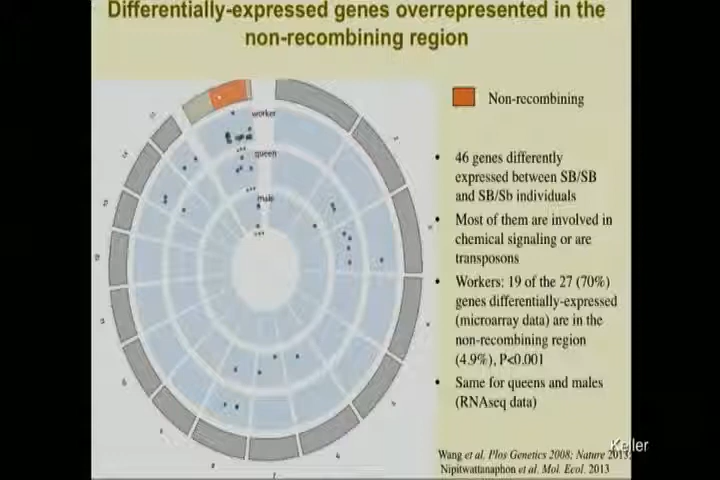 Differentially-expressed genes overrepresented in the
non-recombining region
worker
queen
male
Non-recombining
• 46 genes differently
expressed between SB/SB
and SB/Sb individuals
• Most of them are involved in
chemical signaling or are
transposons
• Workers: 19 of the 27 (70%)
genes differentially-expressed
(microarray data) are in the
non-recombining region
(4.9%), P<0.001
• Same for queens and males
(RNAseq data)
Wang et al. Plos Genetics 2008; Nature 2013;
Nipitwattanaphon et al. Mol. Ecol. 2013
Keller